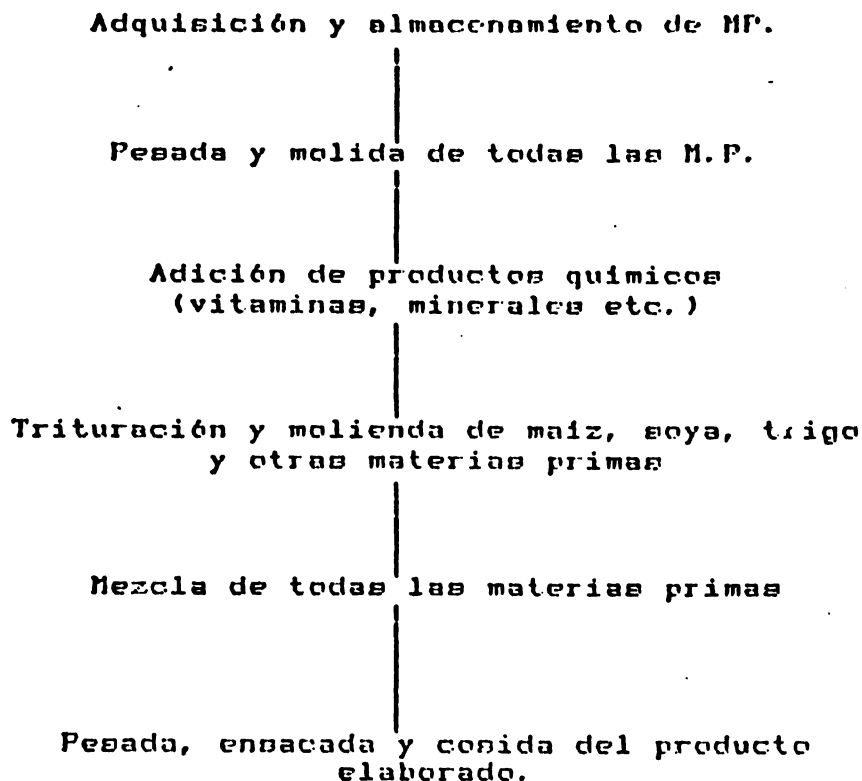 Adquisición y almacenamiento de MP.
Pesada y molida de todas las M.P.
Adición de productos químicos
(vitaminas, minerales etc.)
Trituración y molienda de maíz, soya, trigo
y otras materias primas
Mezcla de todas las materias primas
Pesada, ensacada y cosida del producto
elaborado.